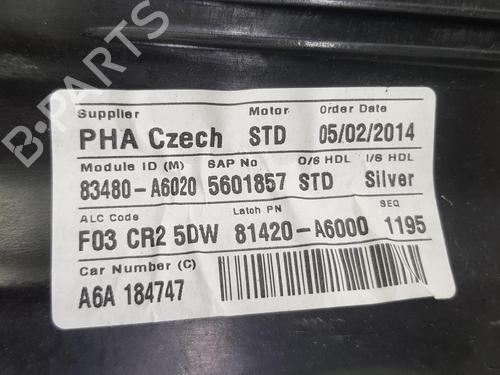 Supplier Motor Order Date
PHA Czech STD 05/02/2014
Module ID (M) SAP No O/S HDL I/S HDL
83480-A6020 5601857 STD Silver
ALC Code Latch PN SEQ
F03 CR2 5DW 81420-A6000 1195
Car Number (C)
A6A 184747
B-PARTS